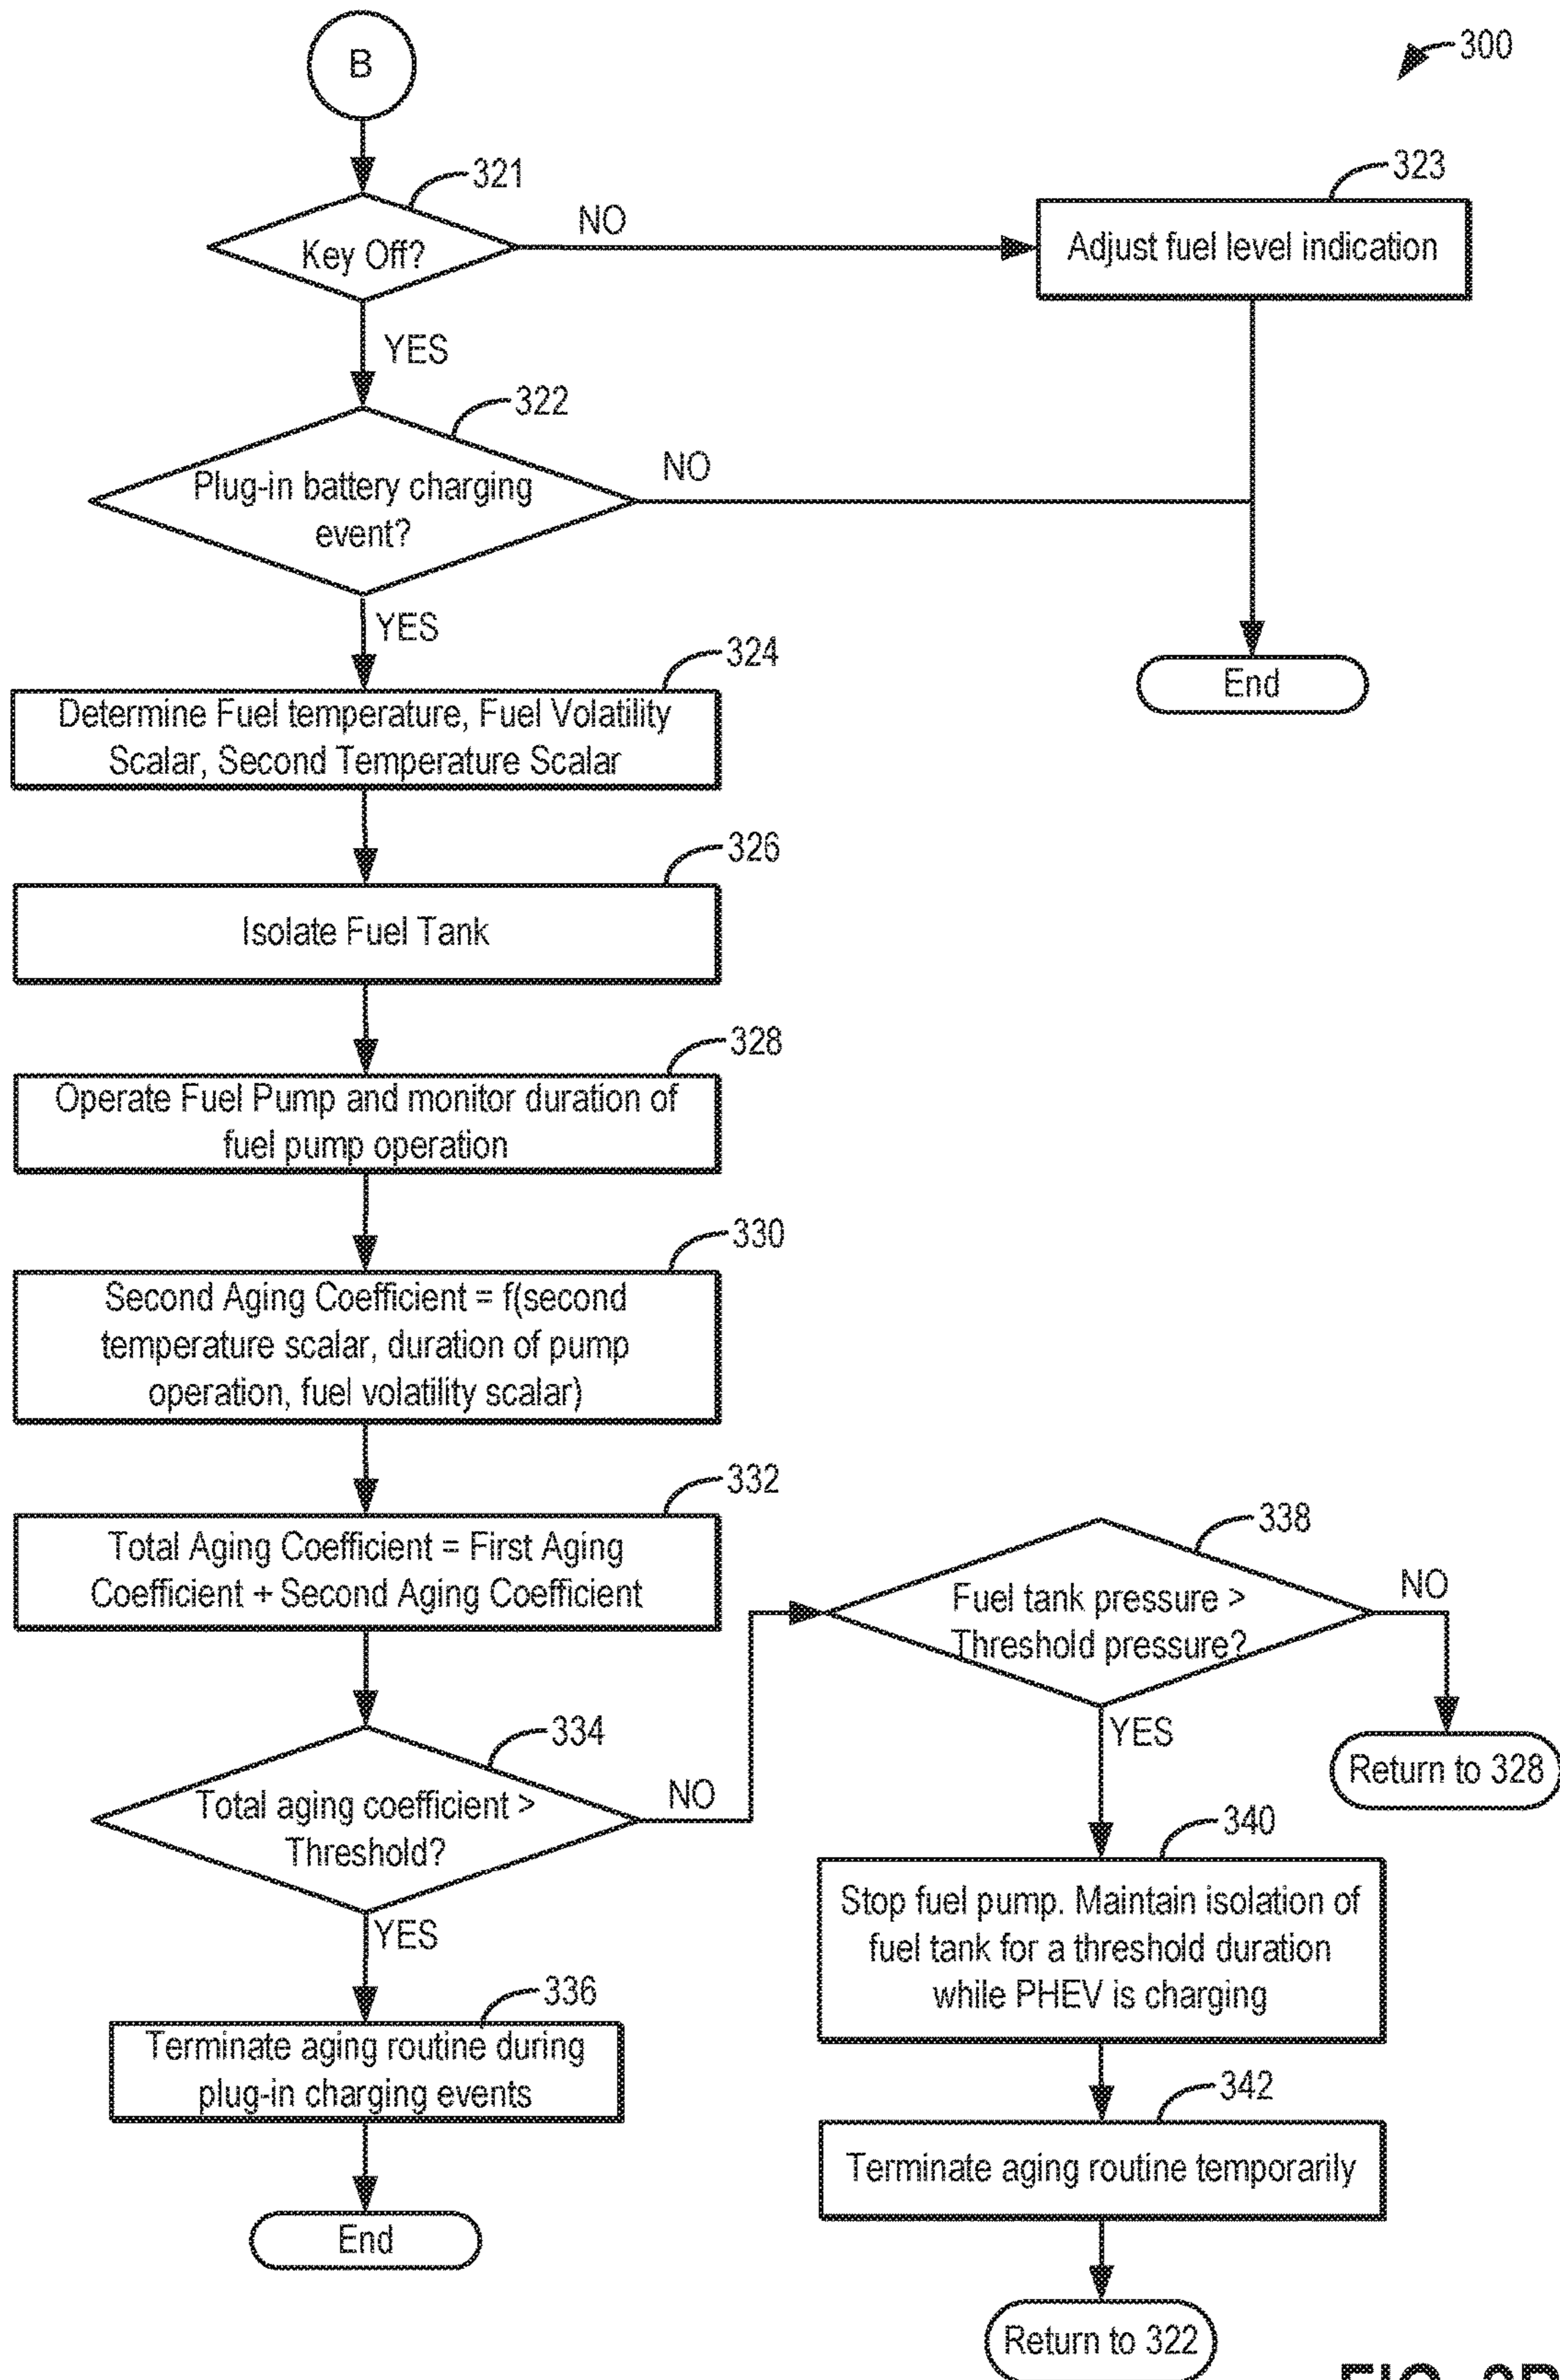 B
300
321
NO
323
Key Off?
Adjust fuel level indication
YES
322
NO
Plug-in battery charging
event?
YES
324
End
Determine Fuel temperature, Fuel Volatility
Scalar, Second Temperature Scalar
326
Isolate Fuel Tank
328
Operate Fuel Pump and monitor duration of
fuel pump operation
330
Second Aging Coefficient = f(second
temperature scalar, duration of pump
operation, fuel volatility scalar)
332
Total Aging Coefficient = First Aging
Coefficient + Second Aging Coefficient
338
Fuel tank pressure >
Threshold pressure?
NO
YES
Return to 328
334
Total aging coefficient >
Threshold?
NO
YES
340
Stop fuel pump. Maintain isolation of
fuel tank for a threshold duration
while PHEV is charging
336
Terminate aging routine during
plug-in charging events
342
Terminate aging routine temporarily
End
Return to 322